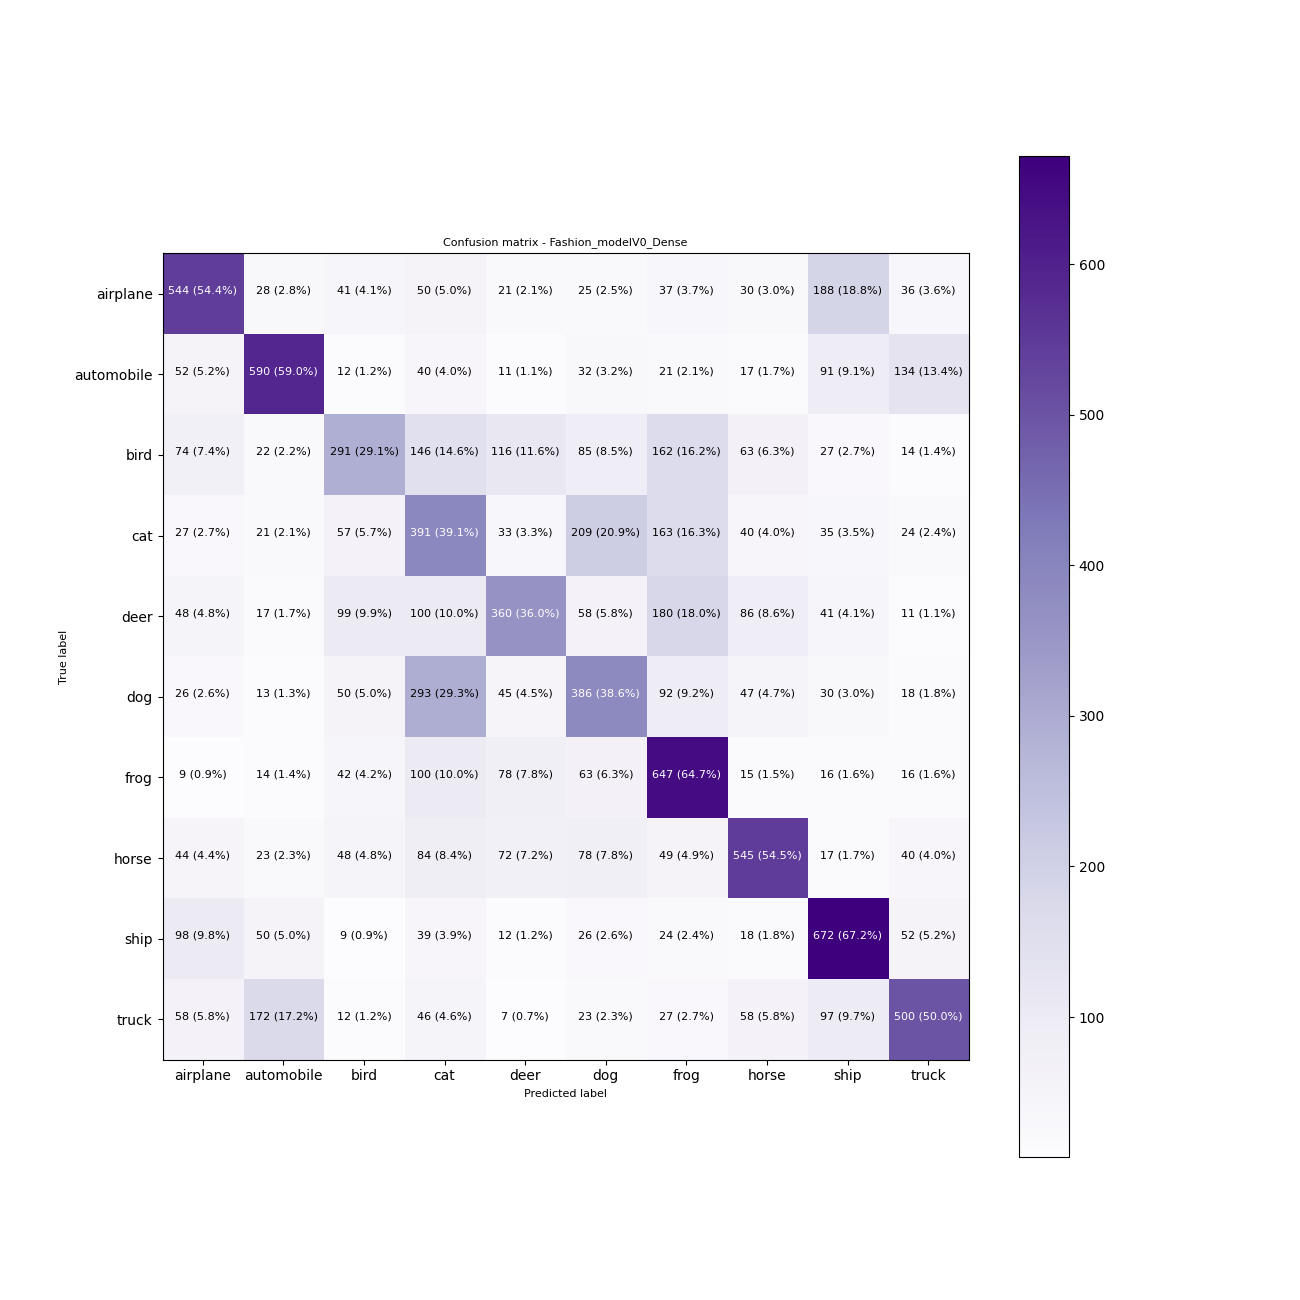 Confusion matrix - Fashion_modelV0_Dense
600
airplane 544 (54.4%) 28 (2.8%) 41 (4.1%) 50 (5.0%) 21 (2.1%) 25 (2.5%) 37 (3.7%) 30 (3.0%) 188 (18.8%) 36 (3.6%)
automobile 52 (5.2%) 590 (59.0%) 12 (1.2%) 40 (4.0%) 11 (1.1%) 32 (3.2%) 21 (2.1%) 17 (1.7%) 91 (9.1%) 134 (13.4%)
500
bird 74 (7.4%) 22 (2.2%) 291 (29.1%) 146 (14.6%) 116 (11.6%) 85 (8.5%) 162 (16.2%) 63 (6.3%) 27 (2.7%) 14 (1.4%)
cat 27 (2.7%) 21 (2.1%) 57 (5.7%) 391 (39.1%) 33 (3.3%) 209 (20.9%) 163 (16.3%) 40 (4.0%) 35 (3.5%) 24 (2.4%)
400
deer 48 (4.8%) 17 (1.7%) 99 (9.9%) 100 (10.0%) 360 (36.0%) 58 (5.8%) 180 (18.0%) 86 (8.6%) 41 (4.1%) 11 (1.1%)
True label
dog 26 (2.6%) 13 (1.3%) 50 (5.0%) 293 (29.3%) 45 (4.5%) 386 (38.6%) 92 (9.2%) 47 (4.7%) 30 (3.0%) 18 (1.8%)
300
frog 9 (0.9%) 14 (1.4%) 42 (4.2%) 100 (10.0%) 78 (7.8%) 63 (6.3%) 647 (64.7%) 15 (1.5%) 16 (1.6%) 16 (1.6%)
horse 44 (4.4%) 23 (2.3%) 48 (4.8%) 84 (8.4%) 72 (7.2%) 78 (7.8%) 49 (4.9%) 545 (54.5%) 17 (1.7%) 40 (4.0%)
200
ship 98 (9.8%) 50 (5.0%) 9 (0.9%) 39 (3.9%) 12 (1.2%) 26 (2.6%) 24 (2.4%) 18 (1.8%) 672 (67.2%) 52 (5.2%)
truck 58 (5.8%) 172 (17.2%) 12 (1.2%) 46 (4.6%) 7 (0.7%) 23 (2.3%) 27 (2.7%) 58 (5.8%) 97 (9.7%) 500 (50.0%)
100
airplane automobile bird cat deer dog frog horse ship truck
Predicted label